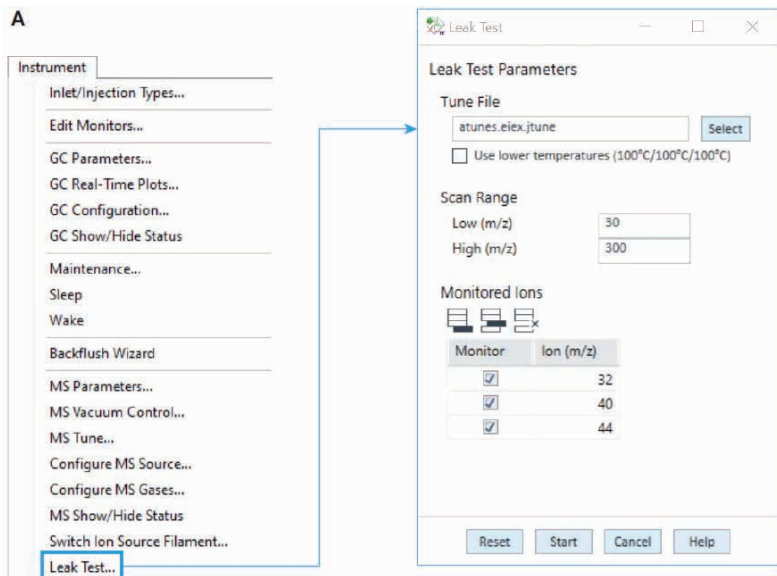 A
Instrument
Inlet/Injection Types...
Edit Monitors...
GC Parameters...
GC Real-Time Plots...
GC Configuration...
GC Show/Hide Status
Maintenance...
Sleep
Wake
Backflush Wizard
MS Parameters...
MS Vacuum Control...
MS Tune...
Configure MS Source...
Configure MS Gases...
MS Show/Hide Status
Switch Ion Source Filament...
Leak Test...
Leak Test
Leak Test Parameters
Tune File
atunes.eiex.jtune Select
Use lower temperatures (100°C/100°C/100°C)
Scan Range
Low (m/z) 30
High (m/z) 300
Monitored Ions
Monitor Ion (m/z)
32
40
44
Reset Start Cancel Help